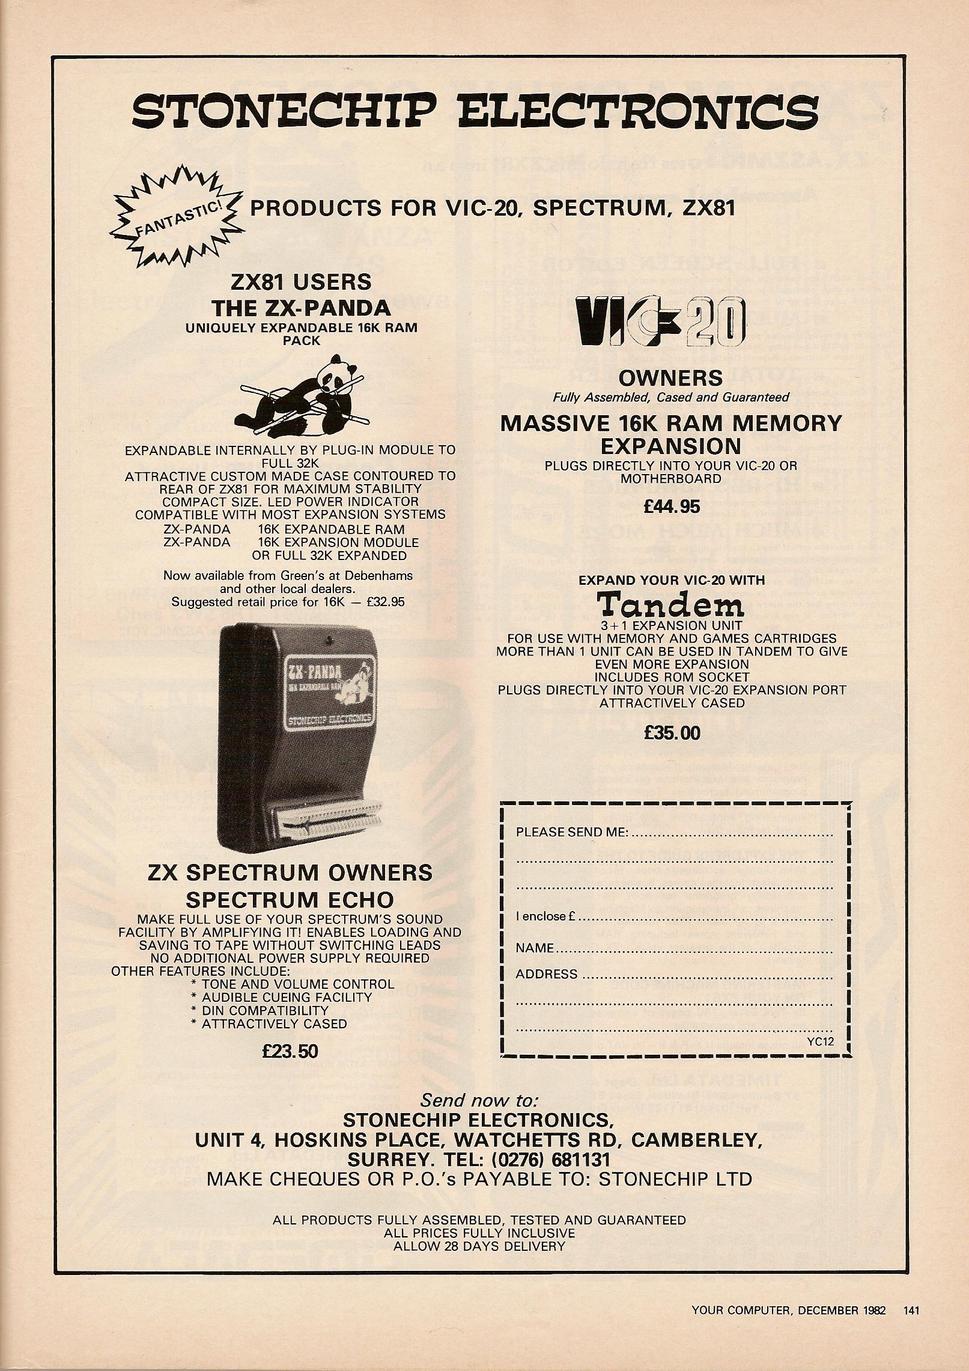 STONECHIP ELECTRONICS
FANTASTIC!
PRODUCTS FOR VIC-20, SPECTRUM, ZX81
ZX81 USERS
THE ZX-PANDA
UNIQUELY EXPANDABLE 16K RAM
PACK
EXPANDABLE INTERNALLY BY PLUG-IN MODULE TO
FULL 32K
ATTRACTIVE CUSTOM MADE CASE CONTOURED TO
REAR OF ZX81 FOR MAXIMUM STABILITY
COMPACT SIZE. LED POWER INDICATOR
COMPATIBLE WITH MOST EXPANSION SYSTEMS
ZX-PANDA 16K EXPANDABLE RAM
ZX-PANDA 16K EXPANSION MODULE
OR FULL 32K EXPANDED
Now available from Green's at Debenhams
and other local dealers.
Suggested retail price for 16K — £32.95
ZX-PANDA
16K EXPANDABLE RAM
STONECHIP ELECTRONICS
ZX SPECTRUM OWNERS
SPECTRUM ECHO
MAKE FULL USE OF YOUR SPECTRUM'S SOUND
FACILITY BY AMPLIFYING IT! ENABLES LOADING AND
SAVING TO TAPE WITHOUT SWITCHING LEADS
NO ADDITIONAL POWER SUPPLY REQUIRED
OTHER FEATURES INCLUDE:
* TONE AND VOLUME CONTROL
* AUDIBLE CUEING FACILITY
* DIN COMPATIBILITY
* ATTRACTIVELY CASED
£23.50
VIC-20
OWNERS
Fully Assembled, Cased and Guaranteed
MASSIVE 16K RAM MEMORY
EXPANSION
PLUGS DIRECTLY INTO YOUR VIC-20 OR
MOTHERBOARD
£44.95
EXPAND YOUR VIC-20 WITH
Tandem
3+1 EXPANSION UNIT
FOR USE WITH MEMORY AND GAMES CARTRIDGES
MORE THAN 1 UNIT CAN BE USED IN TANDEM TO GIVE
EVEN MORE EXPANSION
INCLUDES ROM SOCKET
PLUGS DIRECTLY INTO YOUR VIC-20 EXPANSION PORT
ATTRACTIVELY CASED
£35.00
PLEASE SEND ME:
I enclose £
NAME
ADDRESS
YC12
Send now to:
STONECHIP ELECTRONICS,
UNIT 4, HOSKINS PLACE, WATCHETTS RD, CAMBERLEY,
SURREY. TEL: (0276) 681131
MAKE CHEQUES OR P.O.'s PAYABLE TO: STONECHIP LTD
ALL PRODUCTS FULLY ASSEMBLED, TESTED AND GUARANTEED
ALL PRICES FULLY INCLUSIVE
ALLOW 28 DAYS DELIVERY
YOUR COMPUTER, DECEMBER 1982 141